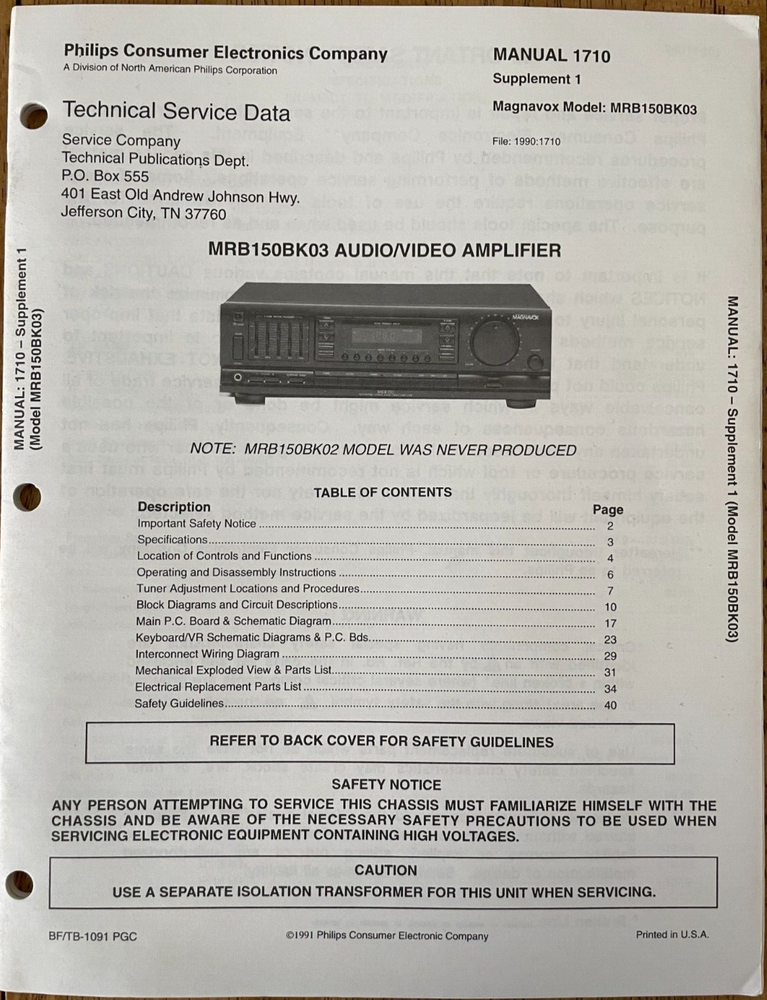 Philips Consumer Electronics Company
A Division of North American Philips Corporation
MANUAL 1710
Supplement 1
Magnavox Model: MRB150BK03
File: 1990:1710
Technical Service Data
Service Company
Technical Publications Dept.
P.O. Box 555
401 East Old Andrew Johnson Hwy.
Jefferson City, TN 37760
MRB150BK03 AUDIO/VIDEO AMPLIFIER
MAGNAVOX
MANUAL: 1710 – Supplement 1
(Model MRB150BK03)
MANUAL: 1710 – Supplement 1 (Model MRB150BK03)
NOTE: MRB150BK02 MODEL WAS NEVER PRODUCED
TABLE OF CONTENTS
Description Page
Important Safety Notice 2
Specifications 3
Location of Controls and Functions 4
Operating and Disassembly Instructions 6
Tuner Adjustment Locations and Procedures 7
Block Diagrams and Circuit Descriptions 10
Main P.C. Board & Schematic Diagram 17
Keyboard/VR Schematic Diagrams & P.C. Bds. 23
Interconnect Wiring Diagram 29
Mechanical Exploded View & Parts List 31
Electrical Replacement Parts List 34
Safety Guidelines 40
REFER TO BACK COVER FOR SAFETY GUIDELINES
SAFETY NOTICE
ANY PERSON ATTEMPTING TO SERVICE THIS CHASSIS MUST FAMILIARIZE HIMSELF WITH THE
CHASSIS AND BE AWARE OF THE NECESSARY SAFETY PRECAUTIONS TO BE USED WHEN
SERVICING ELECTRONIC EQUIPMENT CONTAINING HIGH VOLTAGES.
CAUTION
USE A SEPARATE ISOLATION TRANSFORMER FOR THIS UNIT WHEN SERVICING.
BF/TB-1091 PGC
©1991 Philips Consumer Electronic Company
Printed in U.S.A.